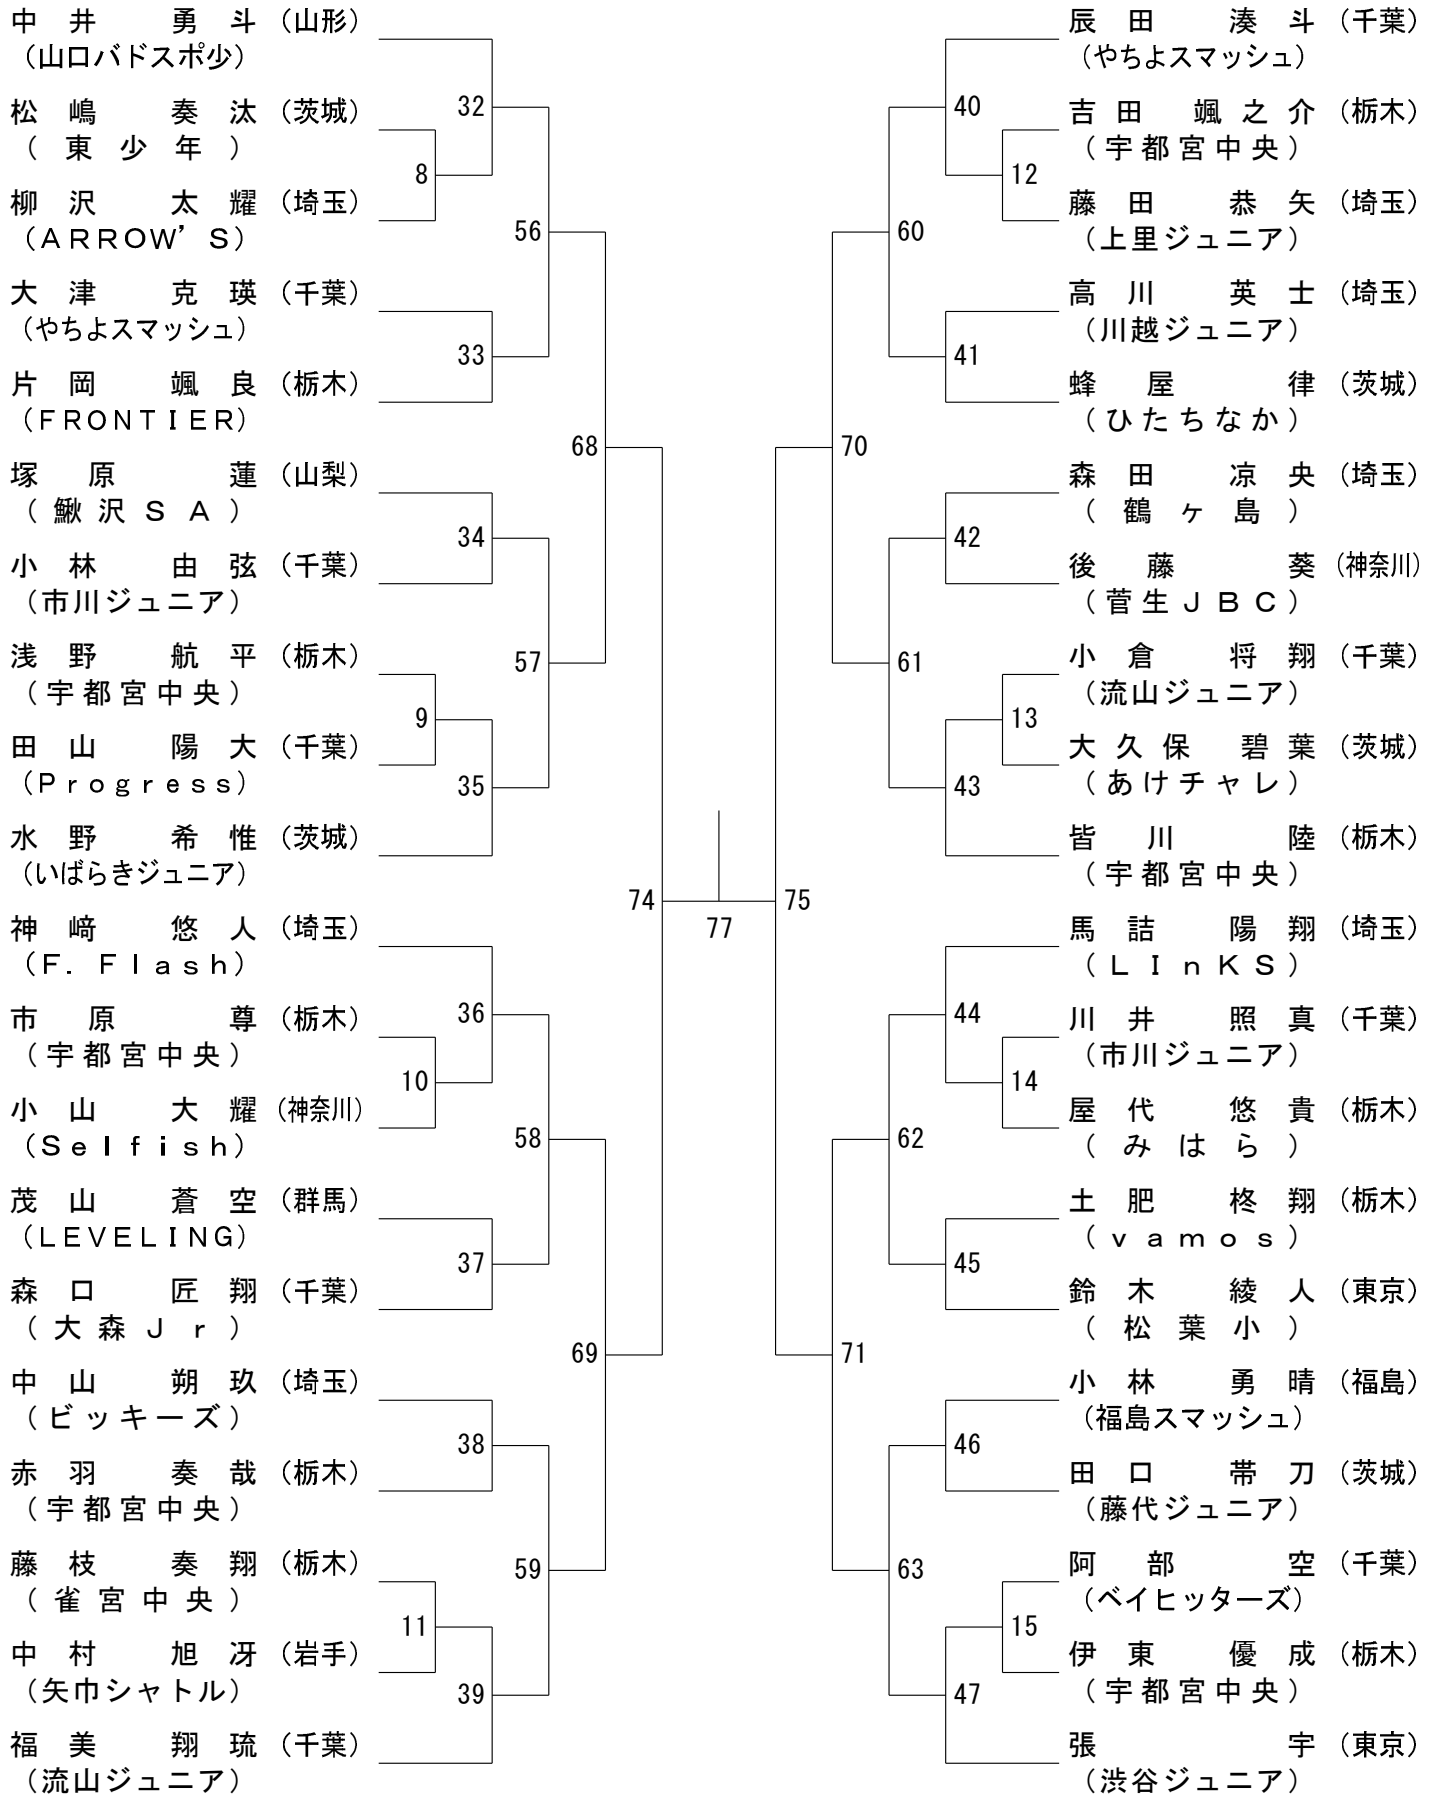 中井 勇斗 (山形)
(山口バドスポ少)
32
松嶋 奏汰 (茨城)
(東少年)
8
柳沢 太耀 (埼玉)
(ARROW’S)
56
大津 克瑛 (千葉)
(やちよスマッシュ)
33
片岡 颯良 (栃木)
(FRONTIER)
68
塚原 蓮 (山梨)
(鰍沢SA)
34
小林 由弦 (千葉)
(市川ジュニア)
57
浅野 航平 (栃木)
(宇都宮中央)
9
田山 陽大 (千葉)
(Progress)
35
水野 希惟 (茨城)
(いばらきジュニア)
74
神﨑 悠人 (埼玉)
(F. Flash)
36
市原 尊 (栃木)
(宇都宮中央)
10
小山 大耀 (神奈川)
(Selfish)
58
茂山 蒼空 (群馬)
(LEVELING)
37
森口 匠翔 (千葉)
(大森Jr)
69
中山 朔玖 (埼玉)
(ビッキーズ)
38
赤羽 奏哉 (栃木)
(宇都宮中央)
59
藤枝 奏翔 (栃木)
(雀宮中央)
11
中村 旭冴 (岩手)
(矢巾シャトル)
39
福美 翔琉 (千葉)
(流山ジュニア)
77
辰田 湊斗 (千葉)
(やちよスマッシュ)
40
吉田 颯之介 (栃木)
(宇都宮中央)
12
藤田 恭矢 (埼玉)
(上里ジュニア)
60
高川 英士 (埼玉)
(川越ジュニア)
41
蜂屋 律 (茨城)
(ひたちなか)
70
森田 凉央 (埼玉)
(鶴ヶ島)
42
後藤 葵 (神奈川)
(菅生JBC)
61
小倉 将翔 (千葉)
(流山ジュニア)
13
大久保 碧葉 (茨城)
(あけチャレ)
43
皆川 陸 (栃木)
(宇都宮中央)
75
馬詰 陽翔 (埼玉)
(LInKS)
44
川井 照真 (千葉)
(市川ジュニア)
14
屋代 悠貴 (栃木)
(みはら)
62
土肥 柊翔 (栃木)
(vamos)
45
鈴木 綾人 (東京)
(松葉小)
71
小林 勇晴 (福島)
(福島スマッシュ)
46
田口 帯刀 (茨城)
(藤代ジュニア)
63
阿部 空 (千葉)
(ベイヒッターズ)
15
伊東 優成 (栃木)
(宇都宮中央)
47
張 宇 (東京)
(渋谷ジュニア)